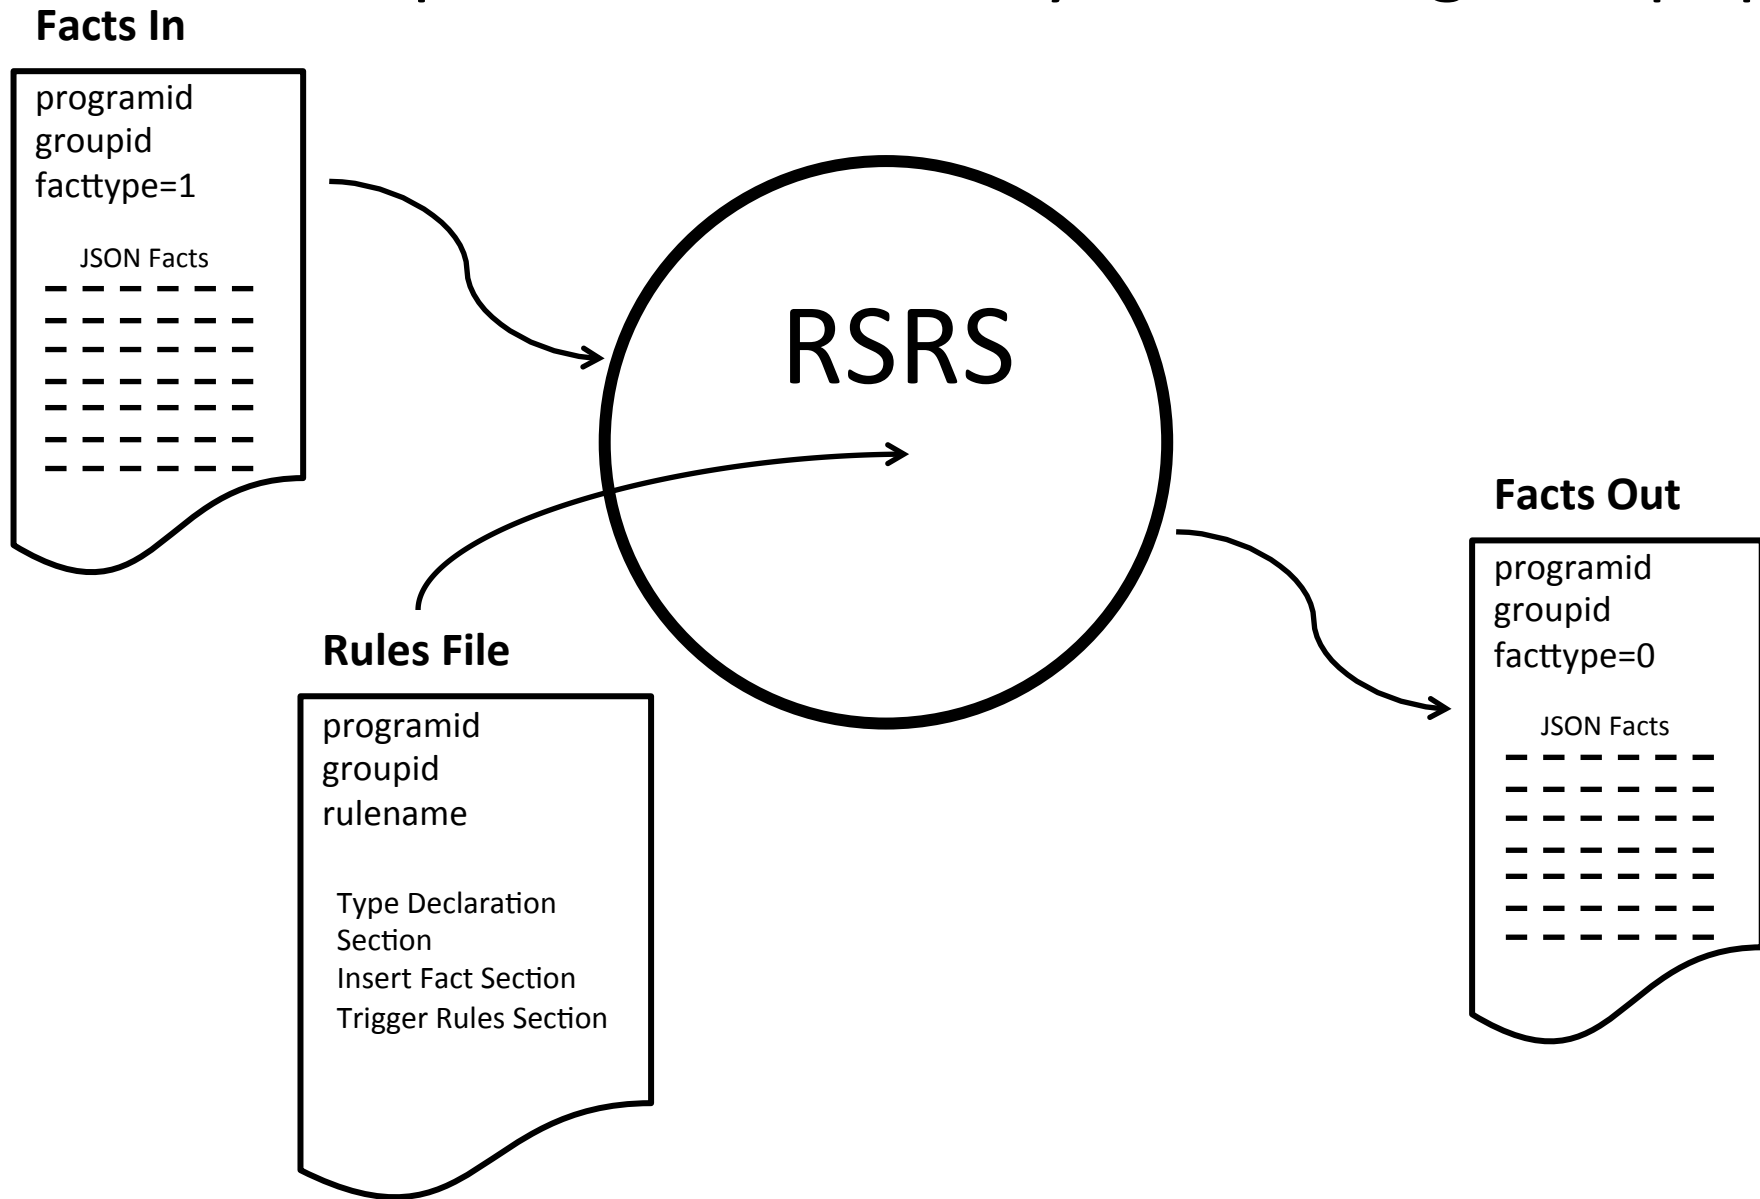 Facts In
programid
groupid
facttype=1
JSON Facts
RSRS
Rules File
programid
groupid
rulename
Type Declaration
Section
Insert Fact Section
Trigger Rules Section
Facts Out
programid
groupid
facttype=0
JSON Facts